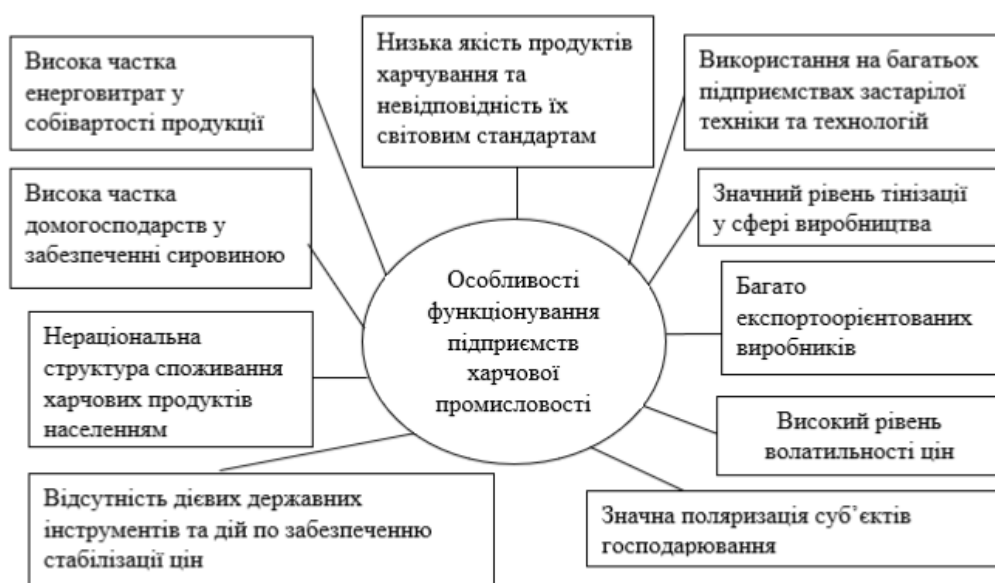 Висока частка
енерговитрат у
собівартості продукції
Низька якість продуктів
харчування та
невідповідність їх
світовим стандартам
Використання на багатьох
підприємствах застарілої
техніки та технологій
Висока частка
домогосподарств у
забезпеченні сировиною
Значний рівень тінізації
у сфері виробництва
Особливості
функціонування
підприємств
харчової
промисловості
Багато
експортоорієнтованих
виробників
Нераціональна
структура споживання
харчових продуктів
населенням
Високий рівень
волатильності цін
Відсутність дієвих державних
інструментів та дій по забезпеченню
стабілізації цін
Значна поляризація суб’єктів
господарювання